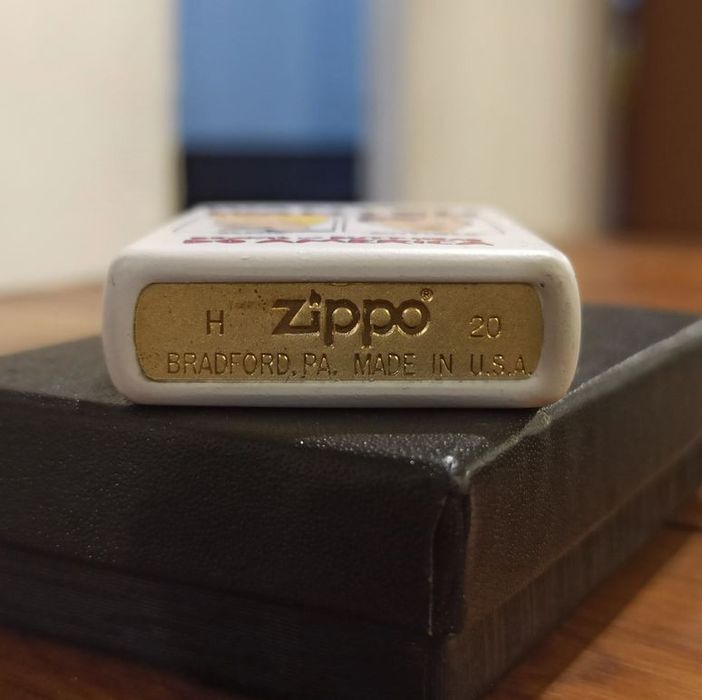 H zippo® 20
BRADFORD, PA. MADE IN U.S.A.